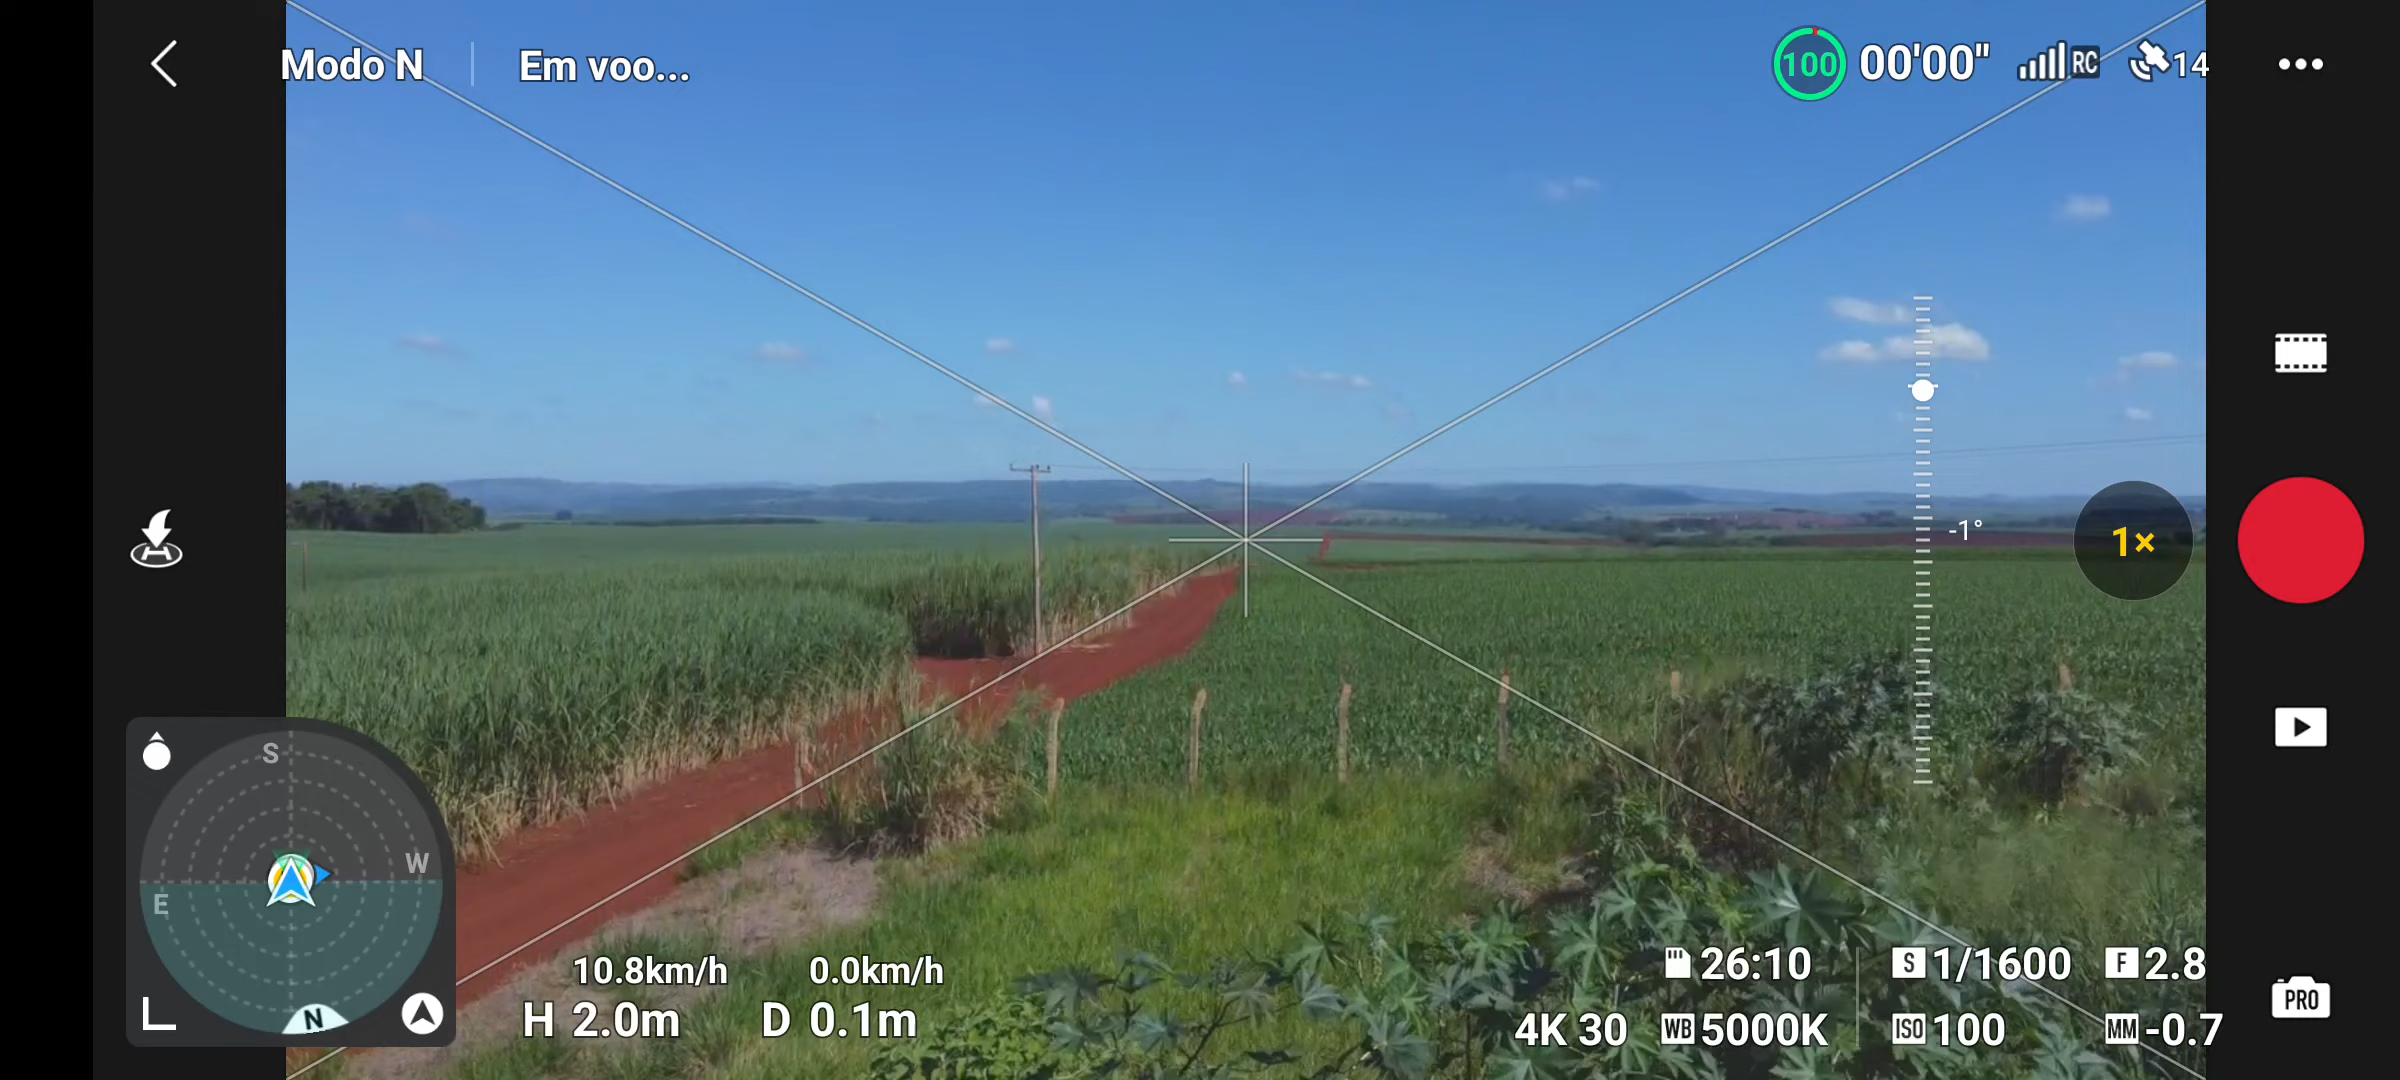 Modo N
Em voo...
100
00'00"
RC
14
-1°
1×
S
W
E
N
10.8km/h
0.0km/h
H 2.0m
D 0.1m
26:10
S 1/1600
F 2.8
4K 30
WB 5000K
ISO 100
MM -0.7
PRO